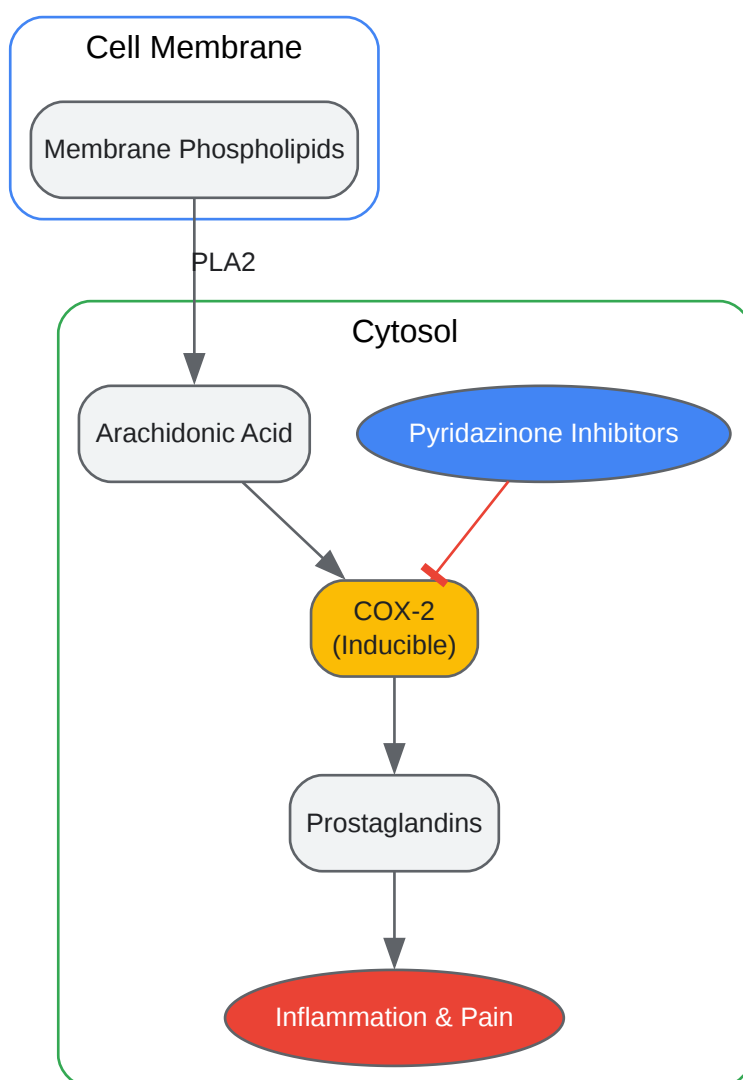 Cell Membrane
Membrane Phospholipids
PLA2
Cytosol
Arachidonic Acid
Pyridazinone Inhibitors
COX-2
(Inducible)
Prostaglandins
Inflammation & Pain